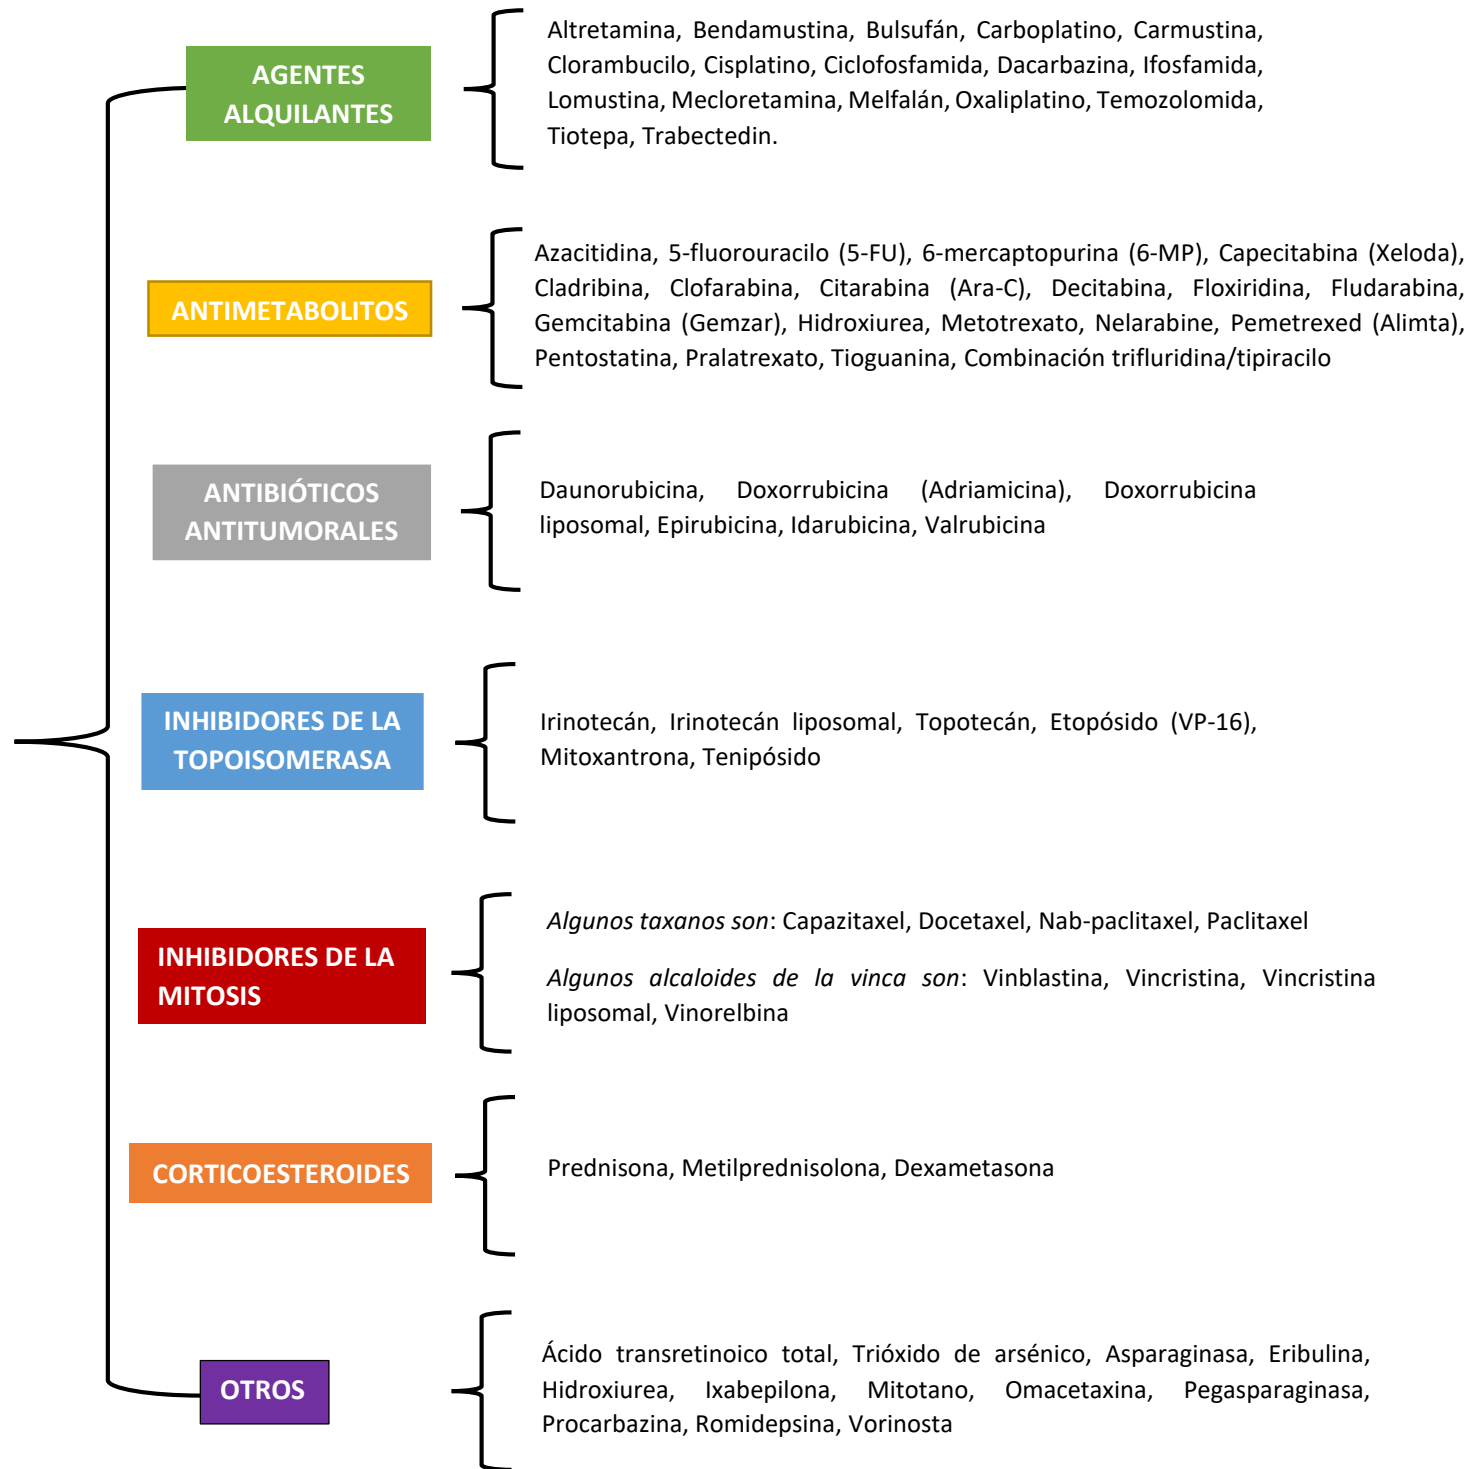 AGENTES
ALQUILANTES
Altretamina, Bendamustina, Bulsufán, Carboplatino, Carmustina,
Clorambucilo, Cisplatino, Ciclofosfamida, Dacarbazina, Ifosfamida,
Lomustina, Mecloretamina, Melfalán, Oxaliplatino, Temozolomida,
Tiotepa, Trabectedin.
ANTIMETABOLITOS
Azacitidina, 5-fluorouracilo (5-FU), 6-mercaptopurina (6-MP), Capecitabina (Xeloda),
Cladribina, Clofarabina, Citarabina (Ara-C), Decitabina, Floxiridina, Fludarabina,
Gemcitabina (Gemzar), Hidroxiurea, Metotrexato, Nelarabine, Pemetrexed (Alimta),
Pentostatina, Pralatrexato, Tioguanina, Combinación trifluridina/tipiracilo
ANTIBIÓTICOS
ANTITUMORALES
Daunorubicina, Doxorrubicina (Adriamicina), Doxorrubicina
liposomal, Epirubicina, Idarubicina, Valrubicina
INHIBIDORES DE LA
TOPOISOMERASA
Irinotecán, Irinotecán liposomal, Topotecán, Etopósido (VP-16),
Mitoxantrona, Tenipósido
INHIBIDORES DE LA
MITOSIS
Algunos taxanos son: Capazitaxel, Docetaxel, Nab-paclitaxel, Paclitaxel
Algunos alcaloides de la vinca son: Vinblastina, Vincristina, Vincristina
liposomal, Vinorelbina
CORTICOESTEROIDES
Prednisona, Metilprednisolona, Dexametasona
OTROS
Ácido transretinoico total, Trióxido de arsénico, Asparaginasa, Eribulina,
Hidroxiurea, Ixabepilona, Mitotano, Omacetaxina, Pegasparaginasa,
Procarbazina, Romidepsina, Vorinosta